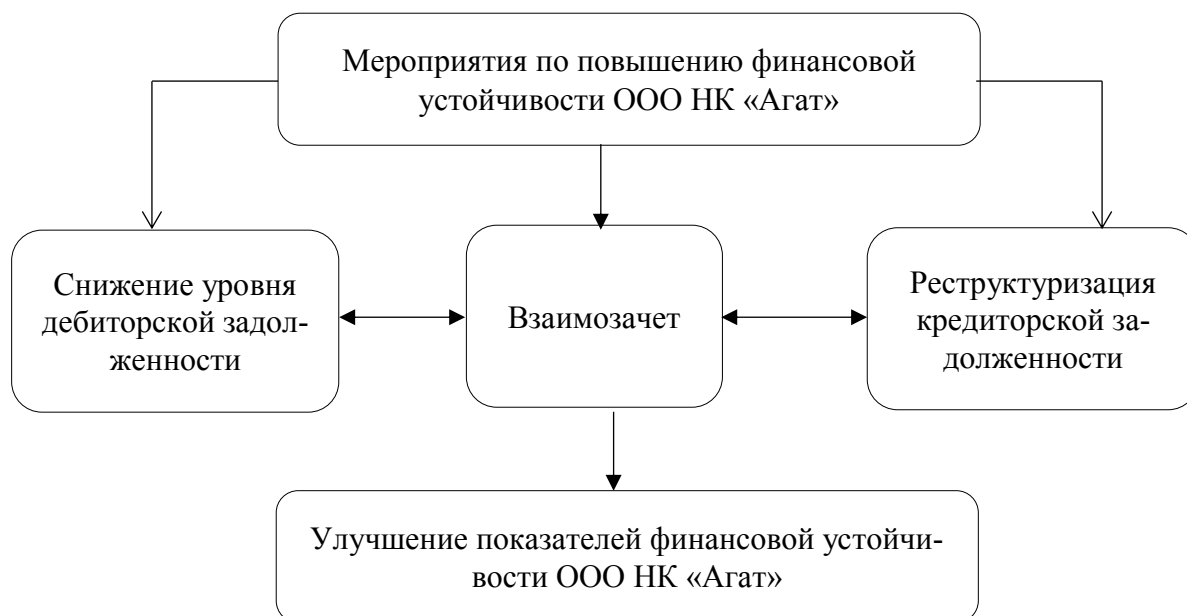 Мероприятия по повышению финансовой
устойчивости ООО НК «Агат»
Снижение уровня
дебиторской задол-
женности
Взаимозачет
Реструктуризация
кредиторской за-
долженности
Улучшение показателей финансовой устойчи-
вости ООО НК «Агат»